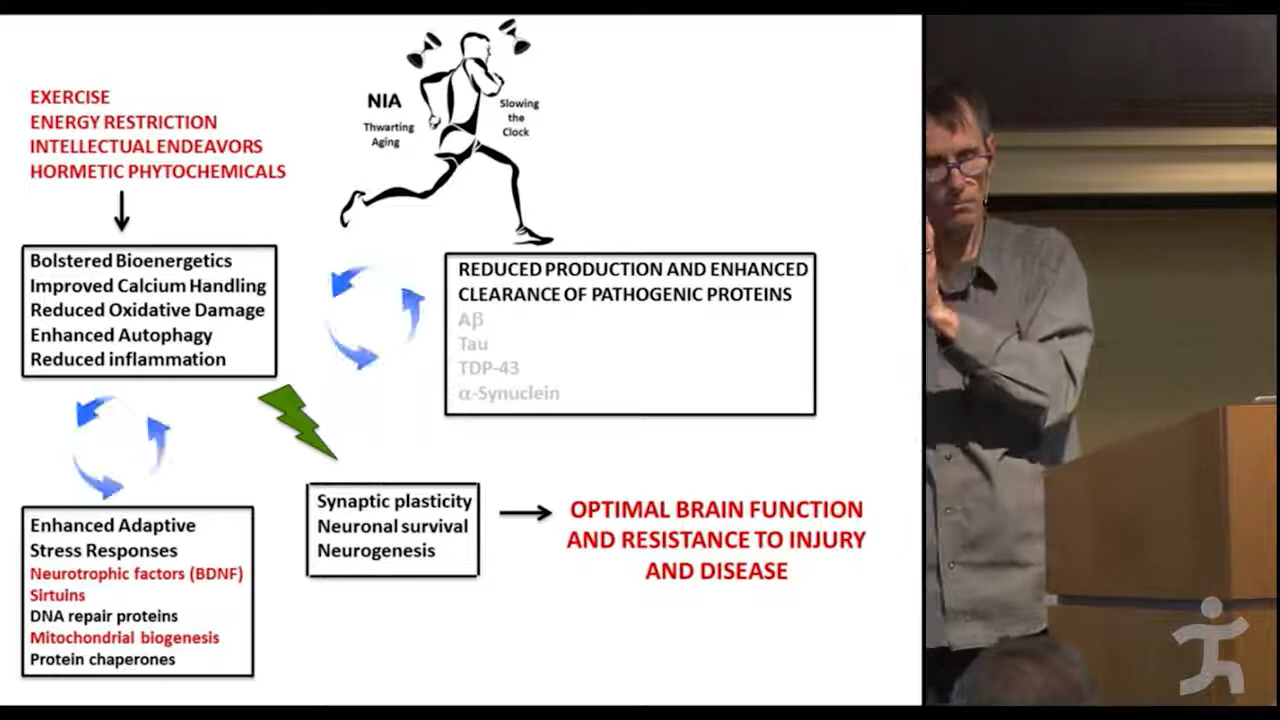 EXERCISE
ENERGY RESTRICTION
INTELLECTUAL ENDEAVORS
HORMETIC PHYTOCHEMICALS
NIA
Thwarting
Aging
Slowing
the
Clock
Bolstered Bioenergetics
Improved Calcium Handling
Reduced Oxidative Damage
Enhanced Autophagy
Reduced inflammation
REDUCED PRODUCTION AND ENHANCED
CLEARANCE OF PATHOGENIC PROTEINS
Aβ
Tau
TDP-43
α-Synuclein
Enhanced Adaptive
Stress Responses
Neurotrophic factors (BDNF)
Sirtuins
DNA repair proteins
Mitochondrial biogenesis
Protein chaperones
Synaptic plasticity
Neuronal survival
Neurogenesis
OPTIMAL BRAIN FUNCTION
AND RESISTANCE TO INJURY
AND DISEASE